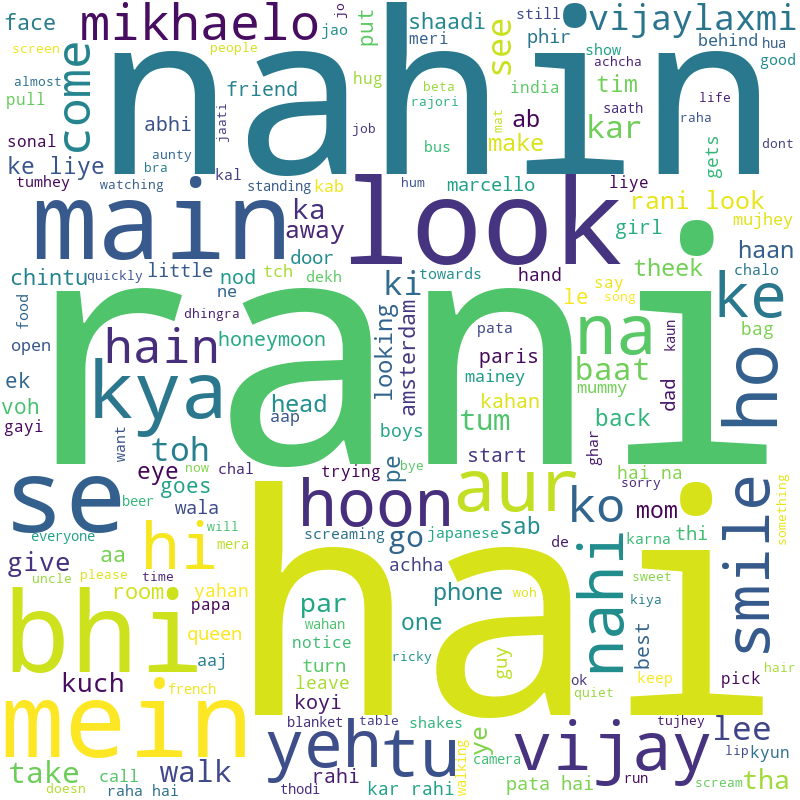 face
mikhaelo
jao
jo
put
shaadi
meri
still
vijaylaxmi
screen
people
come
nahin
see
phir
show
behind
hua
almost
pull
friend
hug
beta
rajori
india
achcha
tim
good
abhi
jaati
job
mat
ab
saath
life
sonal
aunty
bra
bus
make
kar
raha
gets
dont
ke liye
kal
tumhey
watching
standing
kab
hum
marcello
liye
rani look
main
look
ka
away
girl
mujhey
door
haan
chintu
quickly
little
nod
tch
dekh
ki
towards
hand
say
theek
chalo
ne
le
song
ke
food
dhingra
rani
honeymoon
looking
amsterdam
pata
na
kaun
bag
open
hain
paris
ek
kya
head
mainey
baat
mummy
dad
ho
voh
aap
kahan
tum
back
gayi
want
toh
boys
start
ghar
eye
now
chal
trying
bye
pe
hai na
se
goes
sorry
beer
wala
hoon
aur
ko
mom
smile
something
everyone
will
hi
screaming
go
japanese
sab
nahi
karna
thi
give
aa
mera
hai
achha
de
uncle
please
time
room
yahan
par
phone
woh
sweet
bhi
papa
wahan
one
kiya
queen
notice
best
aaj
turn
ricky
guy
hair
kuch
french
leave
ok
keep
pick
mein
koyi
quiet
blanket
table
shakes
ye
tujhey
lee
yeh
tu
camera
vijay
lip
kyun
take
call
walk
rahi
walking
run
doesn
raha hai
thodi
kar rahi
pata hai
scream
tha